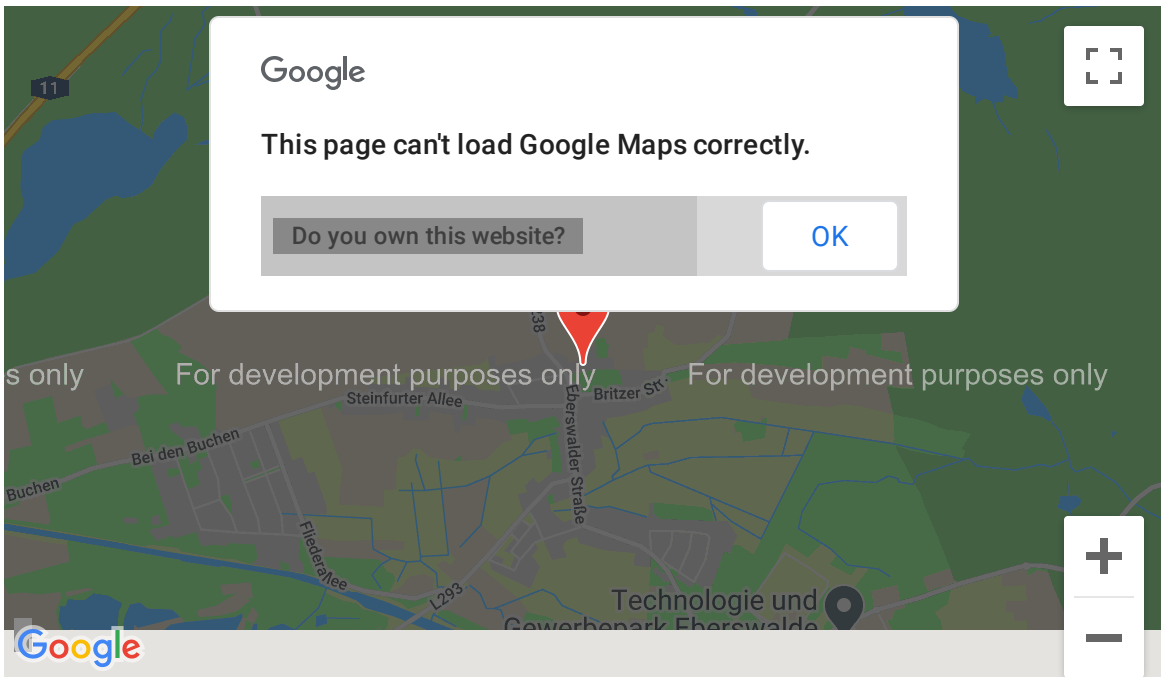 11
Google
This page can't load Google Maps correctly.
Do you own this website?
OK
238
s only
For development purposes only
For development purposes only
Steinfurter Allee
Britzer Str.
Eberswalder Straße
Bei den Buchen
Buchen
Fliederallee
L293
Technologie und
Gewerbepark Eberswalde
Google